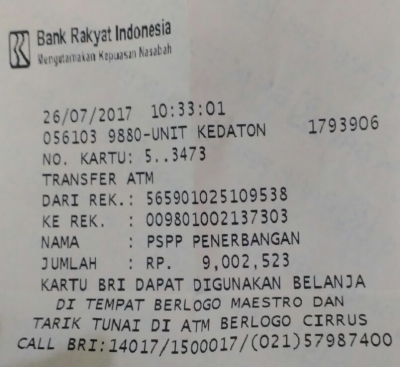 Bank Rakyat Indonesia
Mengutamakan Kepuasan Nasabah
26/07/2017 10:33:01
056103 9880-UNIT KEDATON 1793906
NO. KARTU: 5..3473
TRANSFER ATM
DARI REK.: 565901025109538
KE REK. : 009801002137303
NAMA : PSPP PENERBANGAN
JUMLAH : RP. 9,002,523
KARTU BRI DAPAT DIGUNAKAN BELANJA
DI TEMPAT BERLOGO MAESTRO DAN
TARIK TUNAI DI ATM BERLOGO CIRRUS
CALL BRI:14017/1500017/(021)57987400